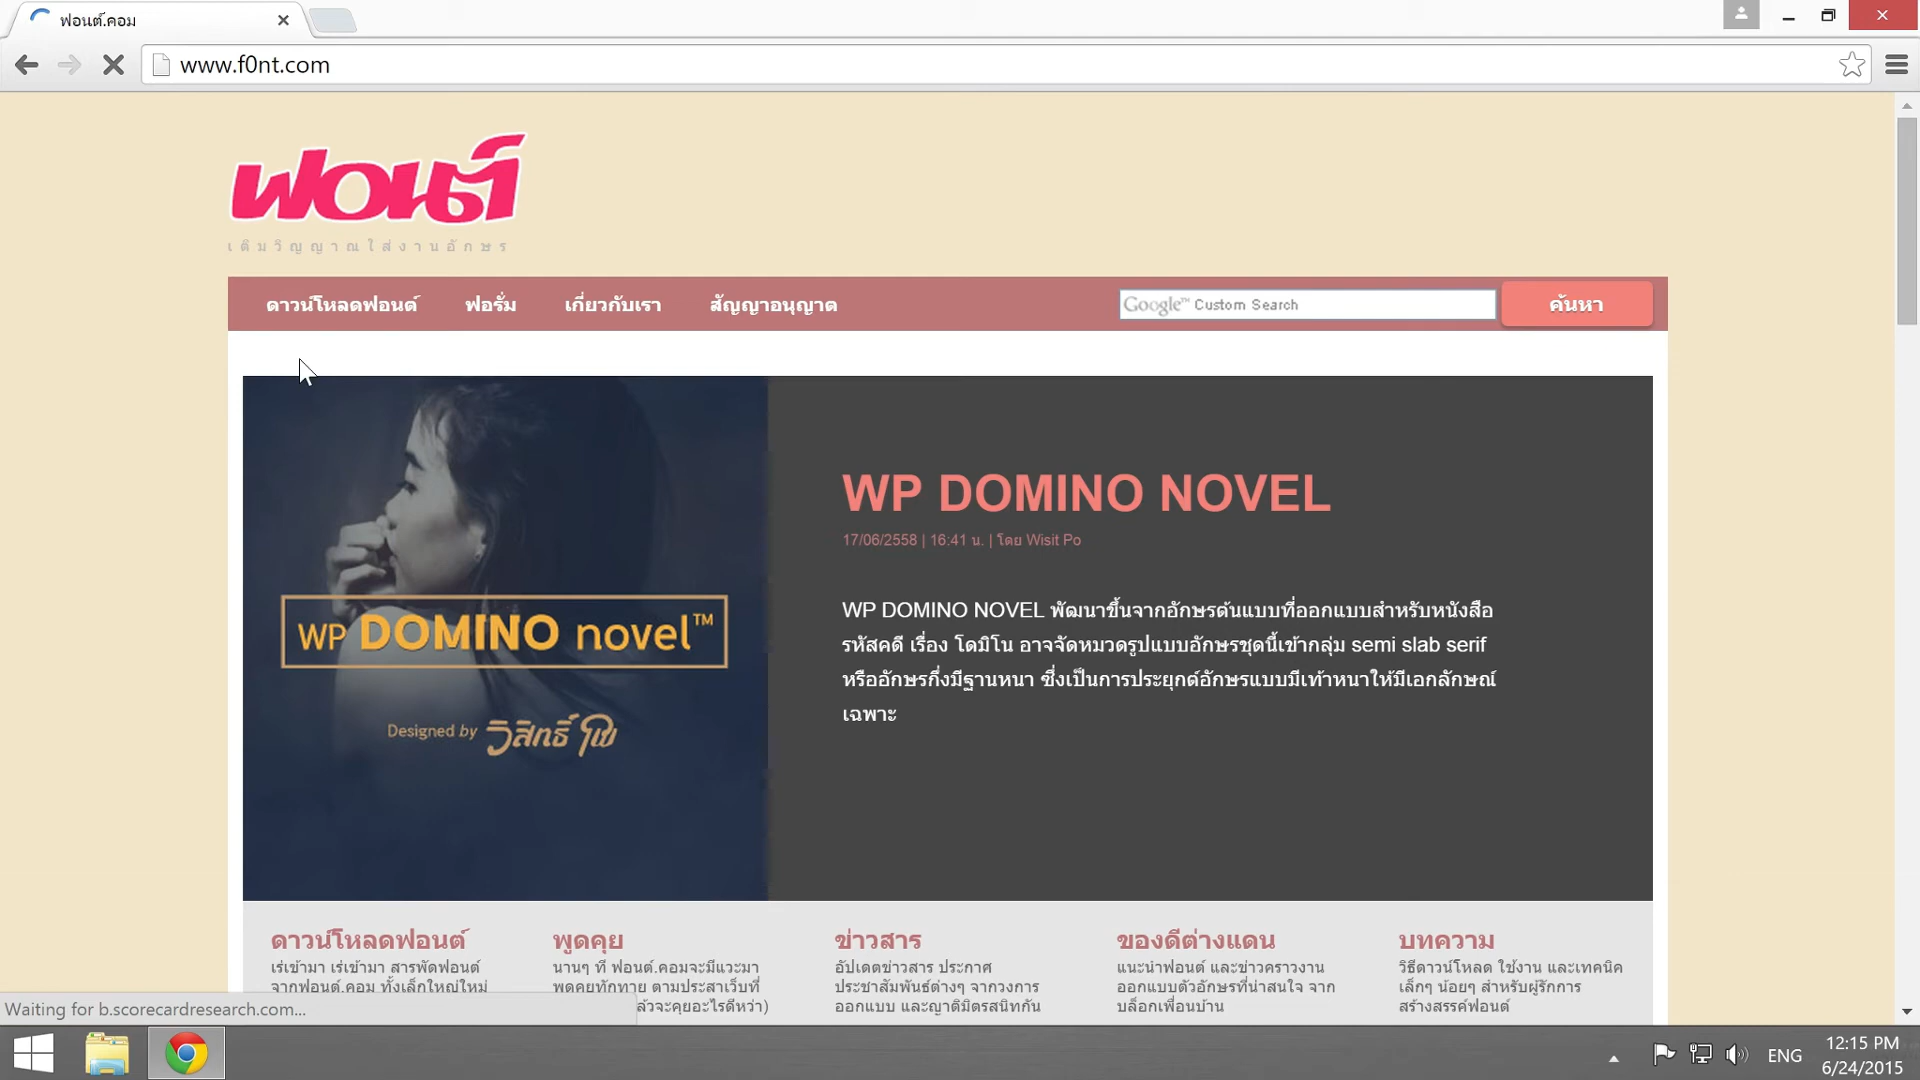 ฟอนต์.คอม
www.f0nt.com
ฟอนต์
เติมวิญญาณใส่งานอักษร
ดาวน์โหลดฟอนต์ ฟอรั่ม เกี่ยวกับเรา สัญญาอนุญาต
Google™ Custom Search
ค้นหา
WP DOMINO novel™
Designed by วิสิทธิ์ โพ
WP DOMINO NOVEL
17/06/2558 | 16:41 น. | โดย Wisit Po
WP DOMINO NOVEL พัฒนาขึ้นจากอักษรต้นแบบที่ออกแบบสำหรับหนังสือ
รหัสคดี เรื่อง โดมิโน อาจจัดหมวดรูปแบบอักษรชุดนี้เข้ากลุ่ม semi slab serif
หรืออักษรกึ่งมีฐานหนา ซึ่งเป็นการประยุกต์อักษรแบบมีเท้าหนาให้มีเอกลักษณ์
เฉพาะ
ดาวน์โหลดฟอนต์
เร่เข้ามา เร่เข้ามา สารพัดฟอนต์
จากฟอนต์.คอม ทั้งเล็กใหญ่ใหม่
พูดคุย
นานๆ ที ฟอนต์.คอมจะมีแวะมา
พูดคุยทักทาย ตามประสาเว็บที่
ล้วจะคุยอะไรดีหว่า)
ข่าวสาร
อัปเดตข่าวสาร ประกาศ
ประชาสัมพันธ์ต่างๆ จากวงการ
ออกแบบ และญาติมิตรสนิทกัน
ของดีต่างแดน
แนะนำฟอนต์ และข่าวคราวงาน
ออกแบบตัวอักษรที่น่าสนใจ จาก
บล็อกเพื่อนบ้าน
บทความ
วิธีดาวน์โหลด ใช้งาน และเทคนิค
เล็กๆ น้อยๆ สำหรับผู้รักการ
สร้างสรรค์ฟอนต์
Waiting for b.scorecardresearch.com...
ENG
12:15 PM
6/24/2015